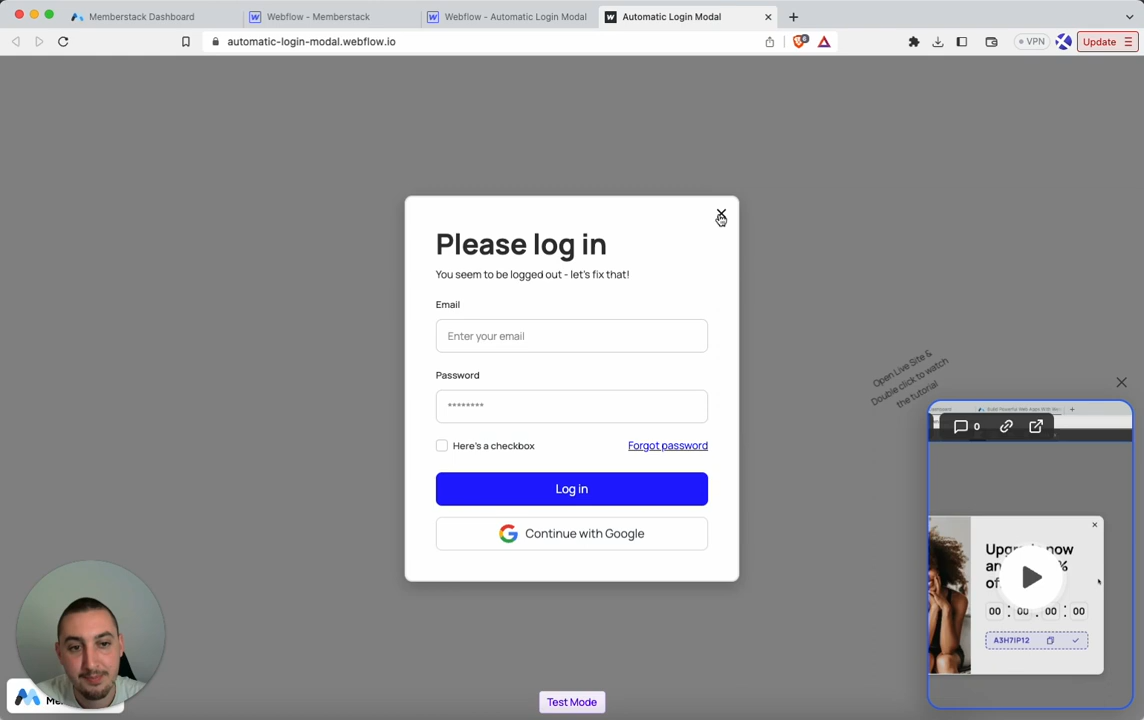 Memberstack Dashboard
Webflow - Memberstack
Webflow - Automatic Login Modal
Automatic Login Modal
automatic-login-modal.webflow.io
VPN
Update
Please log in
You seem to be logged out - let's fix that!
Email
Enter your email
Password
********
Here's a checkbox
Forgot password
Log in
Continue with Google
Open Live Site &
Double click to watch
the tutorial
0
Upgrade now
00 : 00 : 00 : 00
A3H7IP12
Test Mode